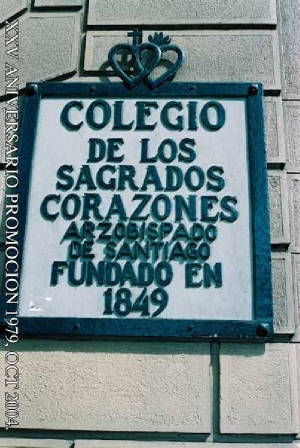 COLEGIO
DE LOS
SAGRADOS
CORAZONES
ARZOBISPADO
DE SANTIAGO
FUNDADO EN
1849
XXV ANIVERSARIO PROMOCION 1979, OCT 2004.